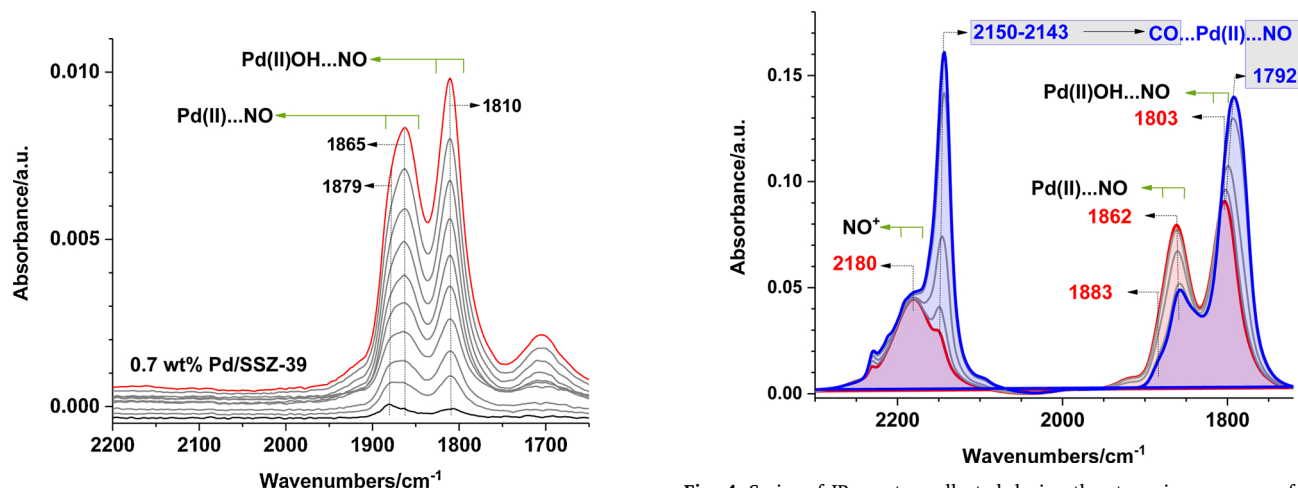 Absorbance/a.u.
0.010
0.005
0.000
Pd(II)OH...NO
Pd(II)...NO
1810
1865
1879
0.7 wt% Pd/SSZ-39
2200 2100 2000 1900 1800 1700
Wavenumbers/cm-1
Absorbance/a.u.
0.15
0.10
0.05
0.00
2150-2143 CO...Pd(II)...NO
1792
Pd(II)OH...NO
1803
Pd(II)...NO
1862
NO+
2180
1883
2200 2000 1800
Wavenumbers/cm-1